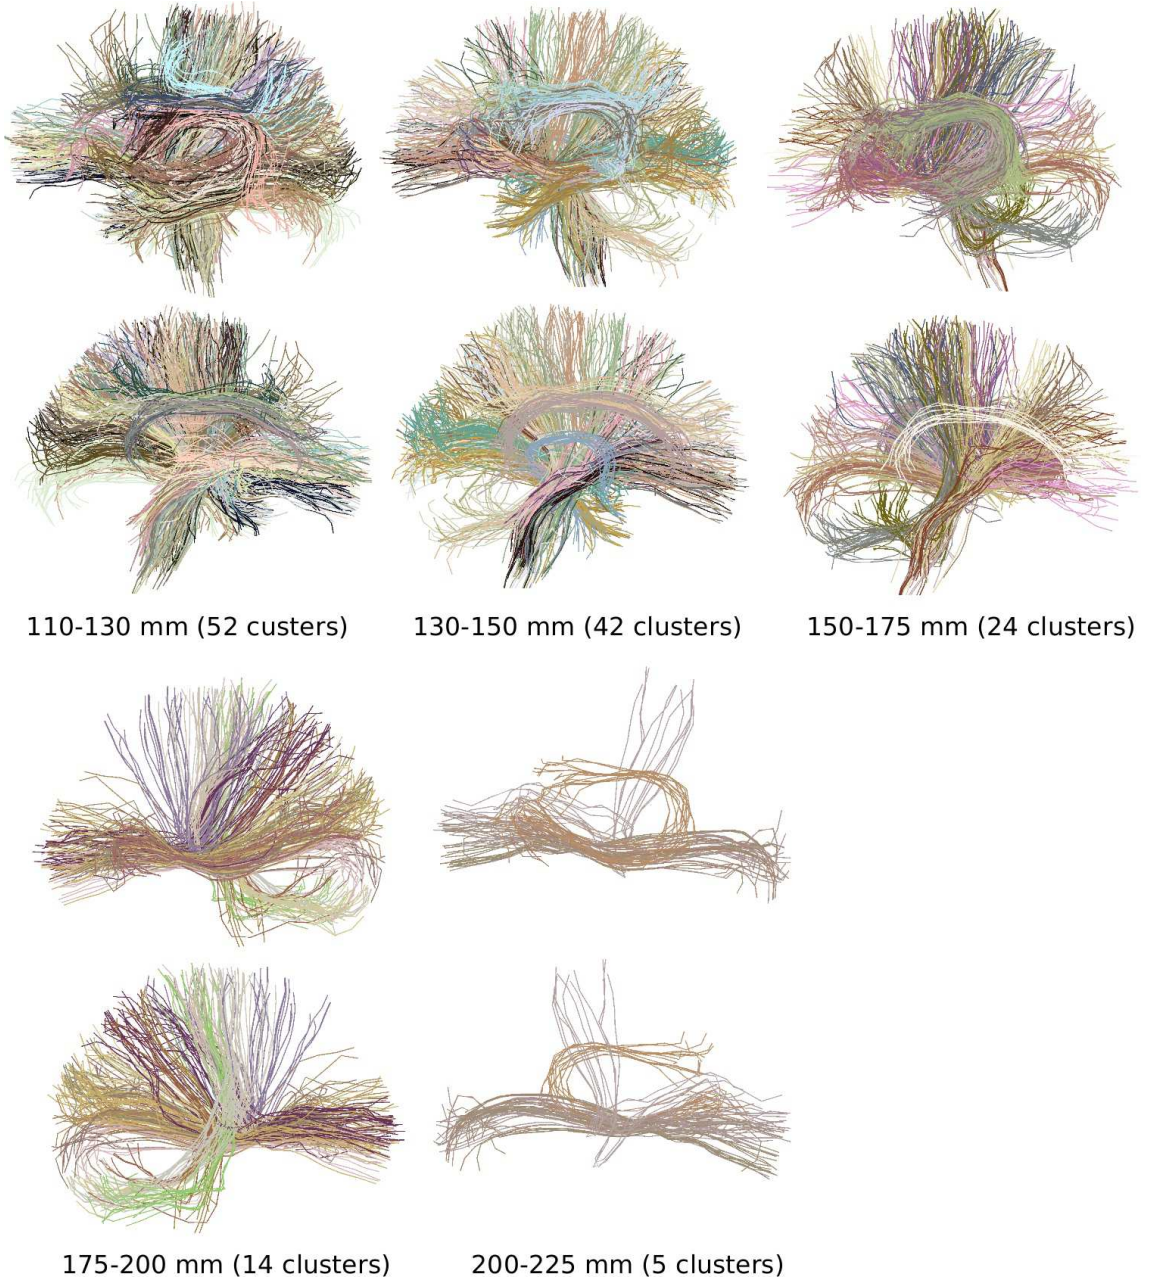 110-130 mm (52 custers)
130-150 mm (42 clusters)
150-175 mm (24 clusters)
175-200 mm (14 clusters)
200-225 mm (5 clusters)